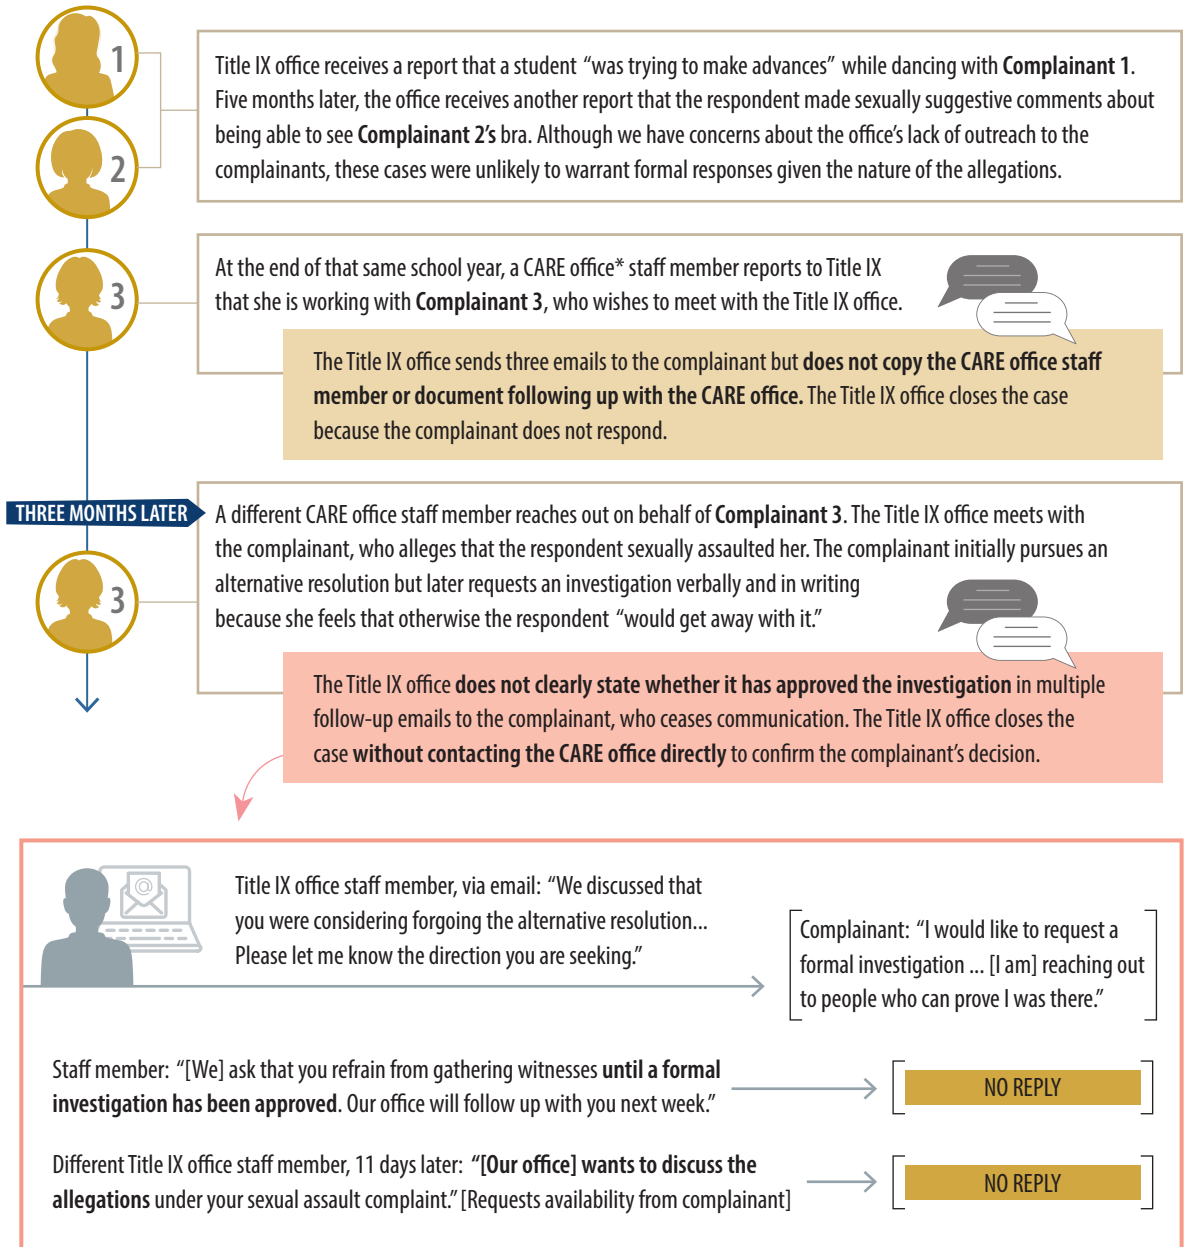 1
2
Title IX office receives a report that a student “was trying to make advances” while dancing with Complainant 1.
Five months later, the office receives another report that the respondent made sexually suggestive comments about
being able to see Complainant 2’s bra. Although we have concerns about the office’s lack of outreach to the
complainants, these cases were unlikely to warrant formal responses given the nature of the allegations.
3
At the end of that same school year, a CARE office* staff member reports to Title IX
that she is working with Complainant 3, who wishes to meet with the Title IX office.
The Title IX office sends three emails to the complainant but does not copy the CARE office staff
member or document following up with the CARE office. The Title IX office closes the case
because the complainant does not respond.
THREE MONTHS LATER
3
A different CARE office staff member reaches out on behalf of Complainant 3. The Title IX office meets with
the complainant, who alleges that the respondent sexually assaulted her. The complainant initially pursues an
alternative resolution but later requests an investigation verbally and in writing
because she feels that otherwise the respondent “would get away with it.”
The Title IX office does not clearly state whether it has approved the investigation in multiple
follow-up emails to the complainant, who ceases communication. The Title IX office closes the
case without contacting the CARE office directly to confirm the complainant’s decision.
@
Title IX office staff member, via email: “We discussed that
you were considering forgoing the alternative resolution...
Please let me know the direction you are seeking.”
Complainant: “I would like to request a
formal investigation ... [I am] reaching out
to people who can prove I was there.”
Staff member: “[We] ask that you refrain from gathering witnesses until a formal
investigation has been approved. Our office will follow up with you next week.”
NO REPLY
Different Title IX office staff member, 11 days later: “[Our office] wants to discuss the
allegations under your sexual assault complaint.” [Requests availability from complainant]
NO REPLY